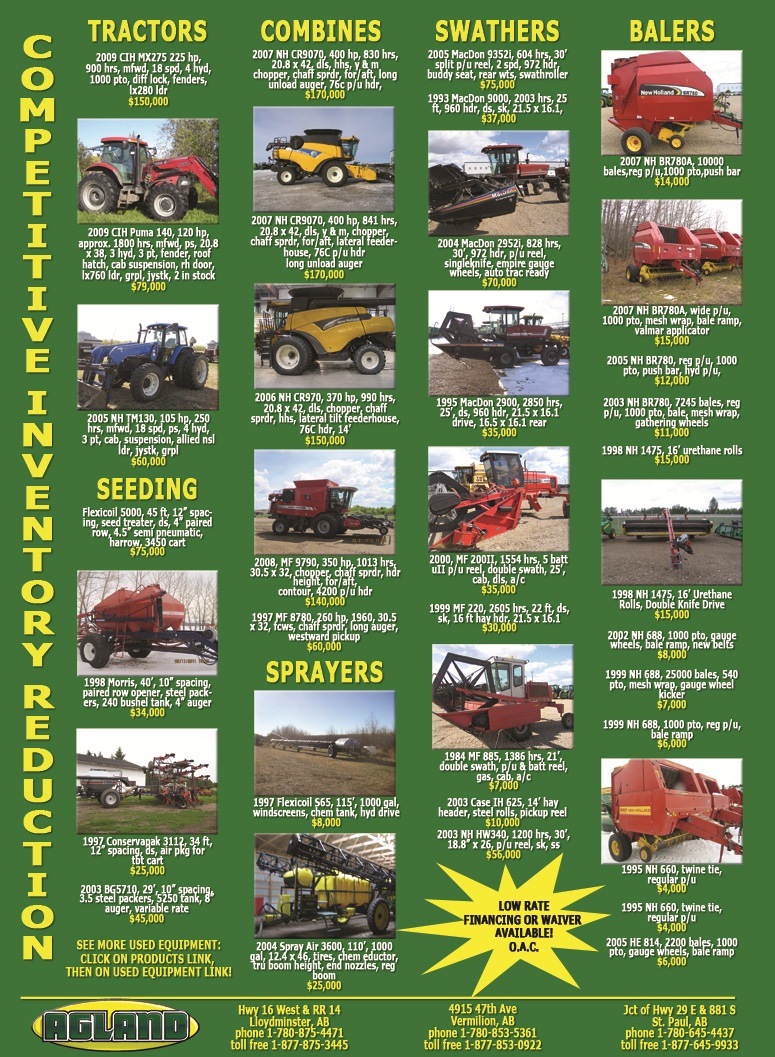 COMPETITIVE INVENTORY REDUCTION
TRACTORS
2009 CIH MX275 225 hp,
900 hrs, mfwd, 18 spd, 4 hyd,
1000 pto, diff lock, fenders,
lx280 ldr
$150,000
2009 CIH Puma 140, 120 hp,
approx. 1800 hrs, mfwd, ps, 20.8
x 38, 3 hyd, 3 pt, fender, roof
hatch, cab suspension, rh door,
lx760 ldr, grpl, jystk, 2 in stock
$79,000
2005 NH TM130, 105 hp, 250
hrs, mfwd, 18 spd, ps, 4 hyd,
3 pt, cab, suspension, allied nsl
ldr, jystk, grpl
$60,000
SEEDING
Flexicoil 5000, 45 ft, 12” spac-
ing, seed treater, ds, 4” paired
row, 4.5” semi pneumatic,
harrow, 3450 cart
$75,000
1998 Morris, 40’, 10” spacing,
paired row opener, steel pack-
ers, 240 bushel tank, 4” auger
$34,000
1997 Conservapak 3112, 34 ft,
12” spacing, ds, air pkg for
tbt cart
$25,000
2003 BG5710, 29’, 10” spacing,
3.5 steel packers, 5250 tank, 8”
auger, variable rate
$45,000
SEE MORE USED EQUIPMENT:
CLICK ON PRODUCTS LINK,
THEN ON USED EQUIPMENT LINK!
COMBINES
2007 NH CR9070, 400 hp, 830 hrs,
20.8 x 42, dls, hhs, y & m
chopper, chaff sprdr, for/aft, long
unload auger, 76c p/u hdr,
$170,000
2007 NH CR9070, 400 hp, 841 hrs,
20.8 x 42, dls, y & m, chopper,
chaff sprdr, for/aft, lateral feeder-
house, 76C p/u hdr
long unload auger
$170,000
2006 NH CR970, 370 hp, 990 hrs,
20.8 x 42, dls, chopper, chaff
sprdr, hhs, lateral tilt feederhouse,
76C hdr, 14’
$150,000
2008, MF 9790, 350 hp, 1013 hrs,
30.5 x 32, chopper, chaff sprdr, hdr
height, for/aft,
contour, 4200 p/u hdr
$140,000
1997 MF 8780, 260 hp, 1960, 30.5
x 32, fcws, chaff sprdr, long auger,
westward pickup
$60,000
SPRAYERS
1997 Flexicoil S65, 115’, 1000 gal,
windscreens, chem tank, hyd drive
$8,000
2004 Spray Air 3600, 110’, 1000
gal, 12.4 x 46, tires, chem eductor,
tru boom height, end nozzles, reg
boom
$25,000
SWATHERS
2005 MacDon 9352i, 604 hrs, 30’
split p/u reel, 2 spd, 972 hdr,
buddy seat, rear wts, swathroller
$75,000
1993 MacDon 9000, 2003 hrs, 25
ft, 960 hdr, ds, sk, 21.5 x 16.1,
$37,000
2004 MacDon 2952i, 828 hrs,
30’, 972 hdr, p/u reel,
singleknife, empire gauge
wheels, auto trac ready
$70,000
1995 MacDon 2900, 2850 hrs,
25’, ds, 960 hdr, 21.5 x 16.1
drive, 16.5 x 16.1 rear
$35,000
2000, MF 200II, 1554 hrs, 5 batt
uII p/u reel, double swath, 25’,
cab, dls, a/c
$35,000
1999 MF 220, 2605 hrs, 22 ft, ds,
sk, 16 ft hay hdr, 21.5 x 16.1
$30,000
1984 MF 885, 1386 hrs, 21’,
double swath, p/u & batt reel,
gas, cab, a/c
$7,000
2003 Case IH 625, 14’ hay
header, steel rolls, pickup reel
$10,000
2003 NH HW340, 1200 hrs, 30’,
18.8” x 26, p/u reel, sk, ss
$56,000
LOW RATE
FINANCING OR WAIVER
AVAILABLE!
O.A.C.
BALERS
New Holland BR780
2007 NH BR780A, 10000
bales,reg p/u,1000 pto,push bar
$14,000
2007 NH BR780A, wide p/u,
1000 pto, mesh wrap, bale ramp,
valmar applicator
$15,000
2005 NH BR780, reg p/u, 1000
pto, push bar, hyd p/u,
$12,000
2003 NH BR780, 7245 bales, reg
p/u, 1000 pto, bale, mesh wrap,
gathering wheels
$11,000
1998 NH 1475, 16’ urethane rolls
$15,000
1998 NH 1475, 16’ Urethane
Rolls, Double Knife Drive
$15,000
2002 NH 688, 1000 pto, gauge
wheels, bale ramp, new belts
$8,000
1999 NH 688, 25000 bales, 540
pto, mesh wrap, gauge wheel
kicker
$7,000
1999 NH 688, 1000 pto, reg p/u,
bale ramp
$6,000
1995 NH 660, twine tie,
regular p/u
$4,000
1995 NH 660, twine tie,
regular p/u
$4,000
2005 HE 814, 2200 bales, 1000
pto, gauge wheels, bale ramp
$6,000
AGLAND
Hwy 16 West & RR 14
Lloydminster, AB
phone 1-780-875-4471
toll free 1-877-875-3445
4915 47th Ave
Vermilion, AB
phone 1-780-853-5361
toll free 1-877-853-0922
Jct of Hwy 29 E & 881 S
St. Paul, AB
phone 1-780-645-4437
toll free 1-877-645-9933